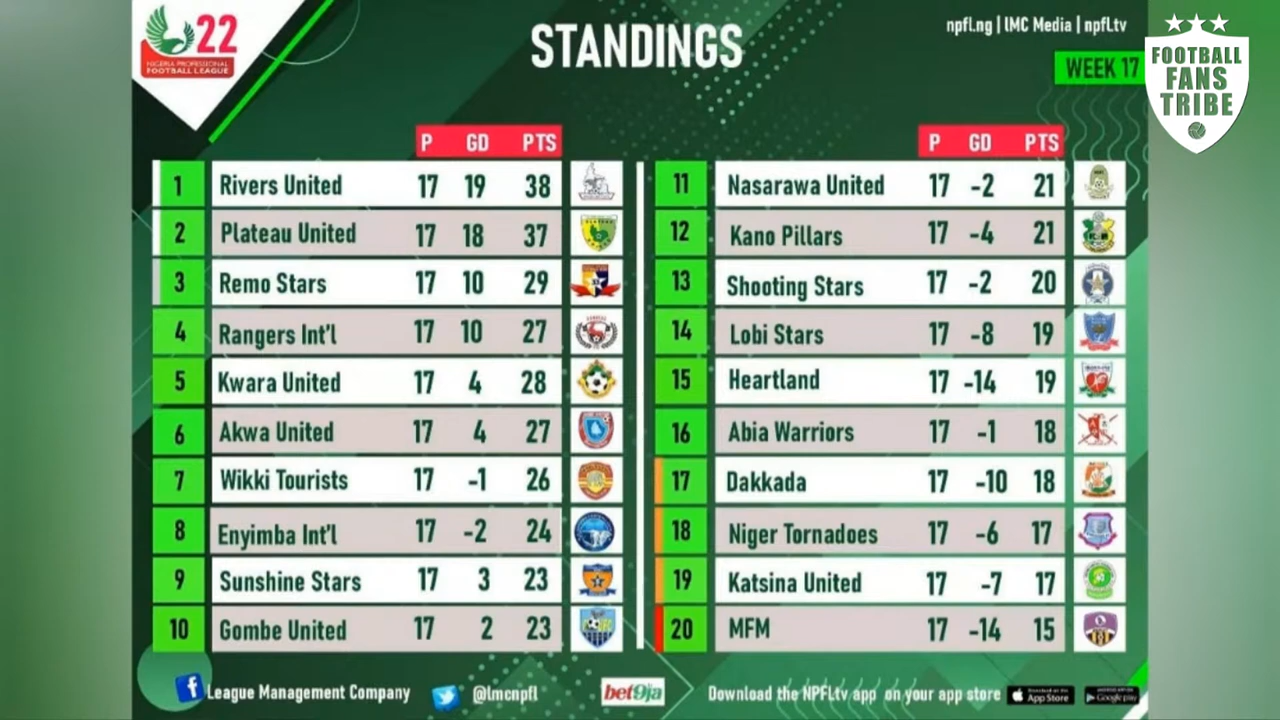 22
NIGERIA PROFESSIONAL
FOOTBALL LEAGUE
STANDINGS
npfl.ng | LMC Media | npfl.tv
WEEK 17
FOOTBALL
FANS
TRIBE
P GD PTS
1 Rivers United 17 19 38
2 Plateau United 17 18 37
3 Remo Stars 17 10 29
4 Rangers Int'l 17 10 27
5 Kwara United 17 4 28
6 Akwa United 17 4 27
7 Wikki Tourists 17 -1 26
8 Enyimba Int'l 17 -2 24
9 Sunshine Stars 17 3 23
10 Gombe United 17 2 23
P GD PTS
11 Nasarawa United 17 -2 21
12 Kano Pillars 17 -4 21
13 Shooting Stars 17 -2 20
14 Lobi Stars 17 -8 19
15 Heartland 17 -14 19
16 Abia Warriors 17 -1 18
17 Dakkada 17 -10 18
18 Niger Tornadoes 17 -6 17
19 Katsina United 17 -7 17
20 MFM 17 -14 15
League Management Company
@lmcnpfl
bet9ja
Download the NPFLtv app on your app store
App Store
Google play